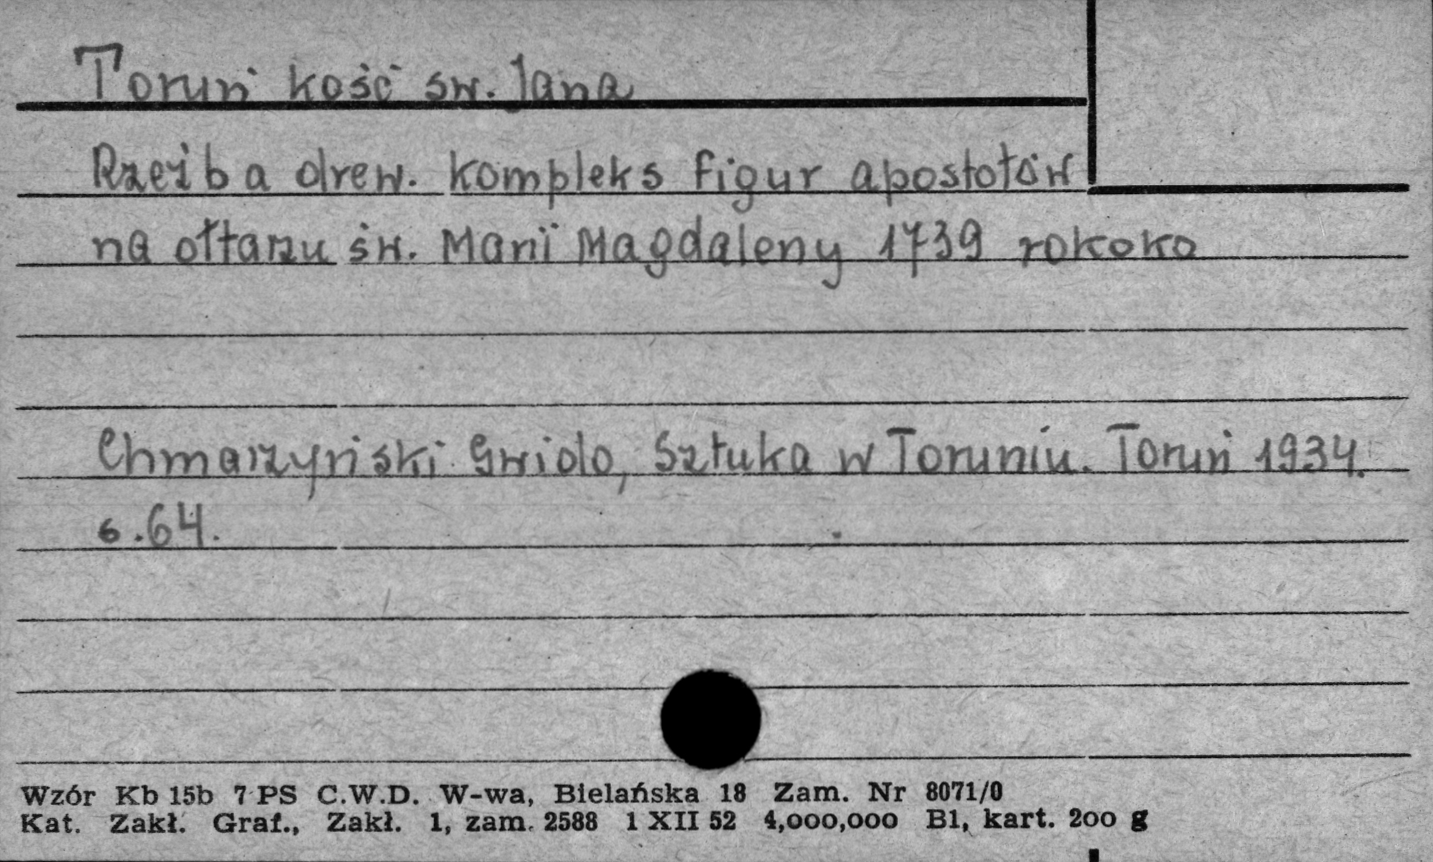 Toruń kość św. Jana
Rzeźba drew. kompleks figur apostołów
na ołtarzu św. Marii Magdaleny 1739 rokoko
Chmarzyński Gwido, Sztuka w Toruniu. Toruń 1934.
s. 64.
Wzór Kb 15b 7 PS C.W.D. W-wa, Bielańska 18 Zam. Nr 8071/0
Kat. Zakł. Graf., Zakł. 1, zam. 2588 1 XII 52 4,000,000 B1, kart. 200 g